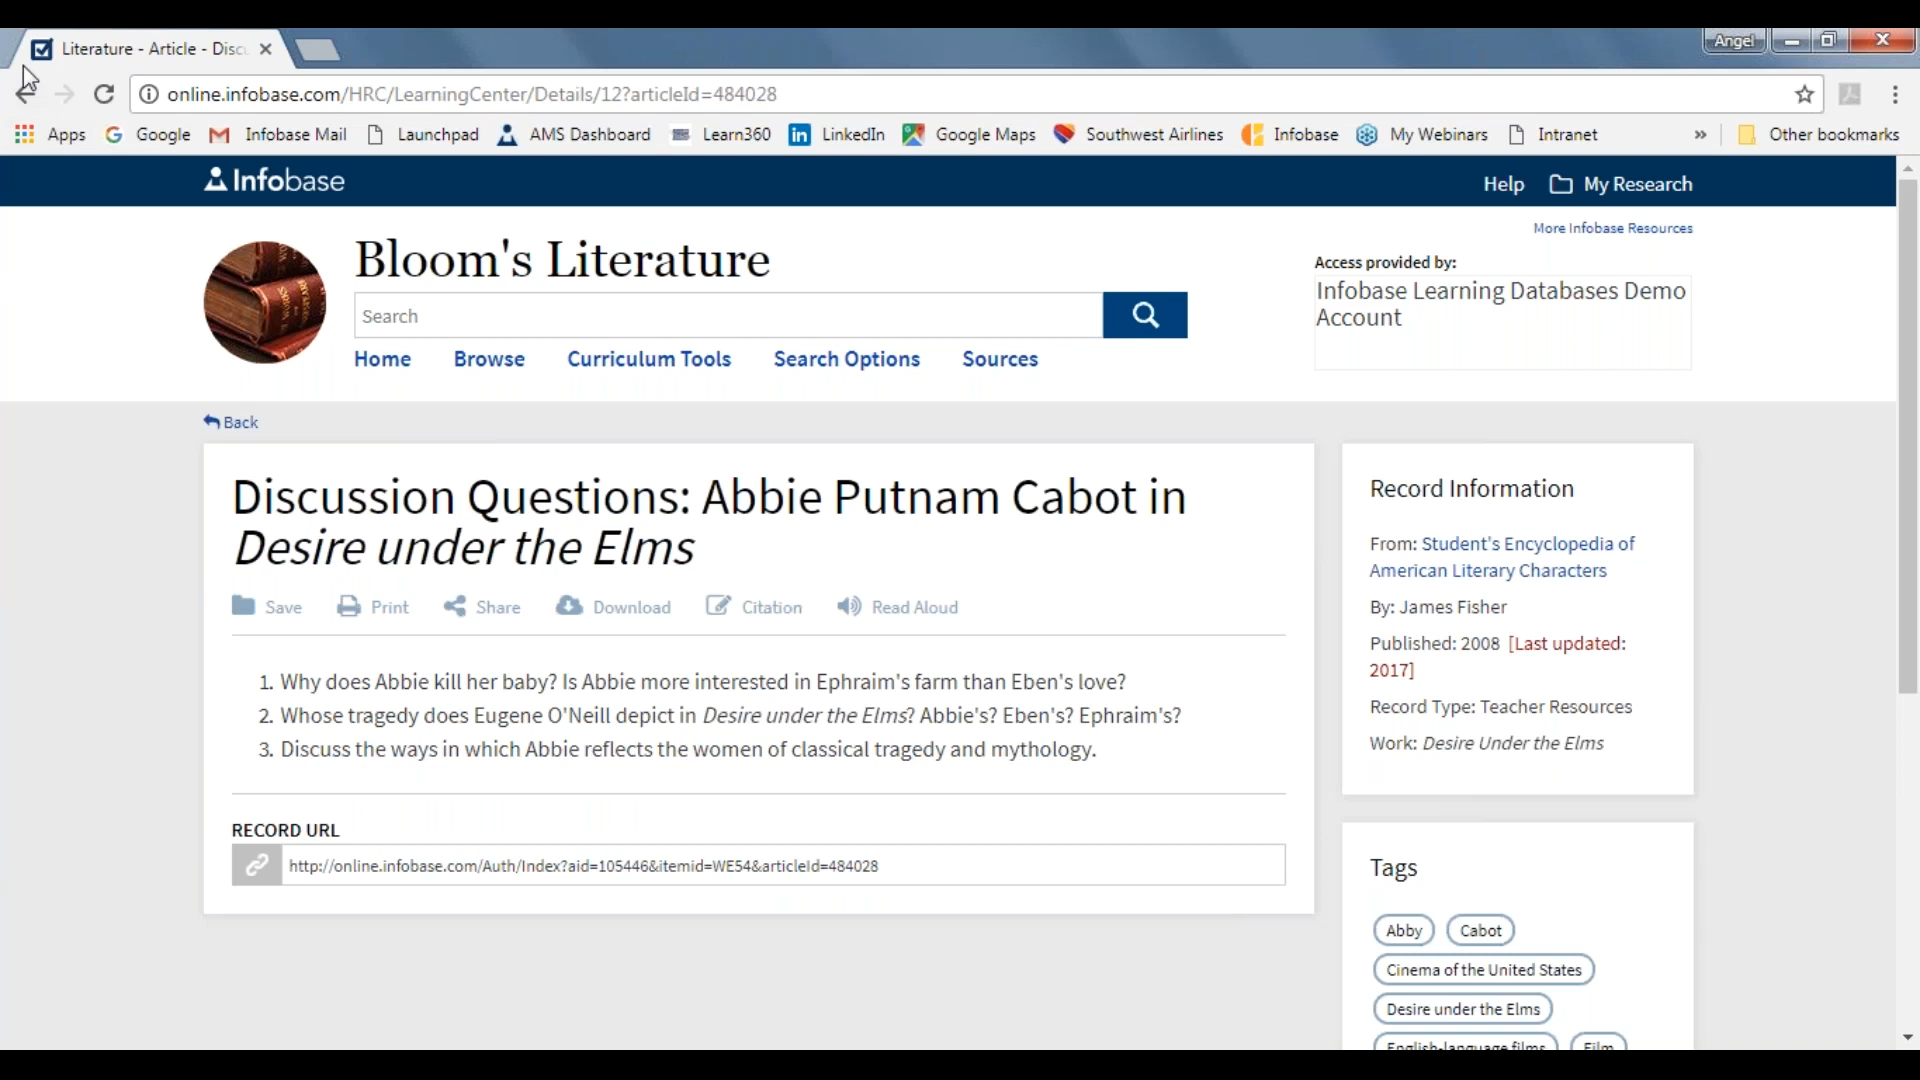 Literature - Article - Disc
Angel
online.infobase.com/HRC/LearningCenter/Details/12?articleId=484028
Apps Google Infobase Mail Launchpad AMS Dashboard Learn360 LinkedIn Google Maps Southwest Airlines Infobase My Webinars Intranet » Other bookmarks
Infobase
Help My Research
More Infobase Resources
Bloom's Literature
Access provided by:
Infobase Learning Databases Demo
Account
Search
Home Browse Curriculum Tools Search Options Sources
Back
Discussion Questions: Abbie Putnam Cabot in
Desire under the Elms
Save Print Share Download Citation Read Aloud
1. Why does Abbie kill her baby? Is Abbie more interested in Ephraim's farm than Eben's love?
2. Whose tragedy does Eugene O'Neill depict in Desire under the Elms? Abbie's? Eben's? Ephraim's?
3. Discuss the ways in which Abbie reflects the women of classical tragedy and mythology.
RECORD URL
http://online.infobase.com/Auth/Index?aid=105446&itemid=WE54&articleId=484028
Record Information
From: Student's Encyclopedia of
American Literary Characters
By: James Fisher
Published: 2008 [Last updated:
2017]
Record Type: Teacher Resources
Work: Desire Under the Elms
Tags
Abby Cabot
Cinema of the United States
Desire under the Elms
English-language films Film